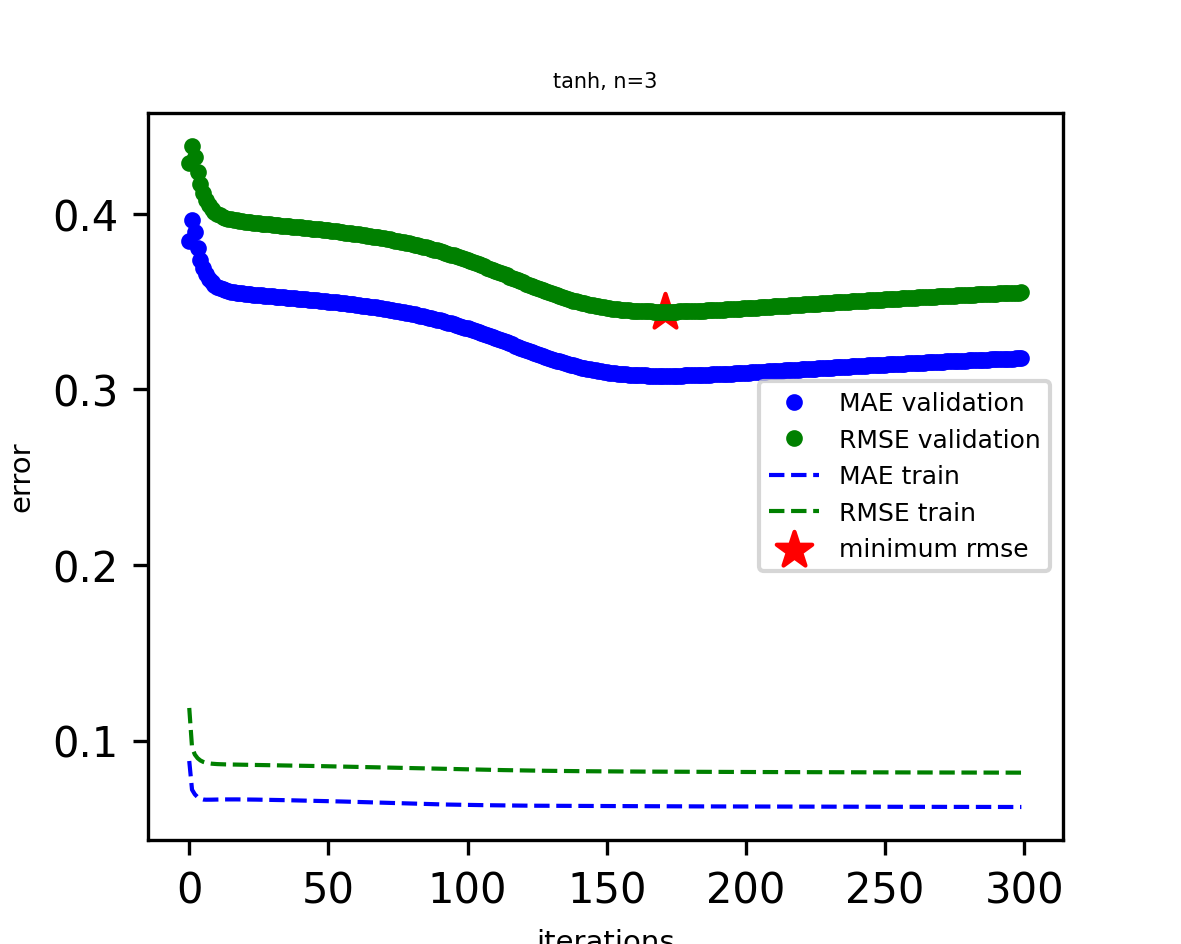 tanh, n=3
error
0.4
0.3
0.2
0.1
MAE validation
RMSE validation
MAE train
RMSE train
minimum rmse
0 50 100 150 200 250 300
iterations